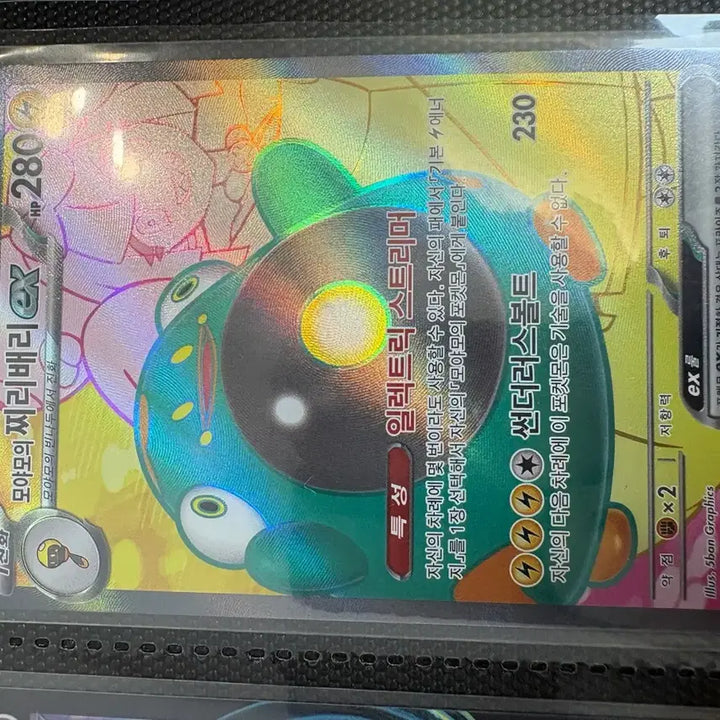 모야모의 찌리배리 ex HP 280
모야모의 빈나두에서 진화
특성 일렉트릭 스트리머
자신의 차례에 몇 번이라도 사용할 수 있다. 자신의 패에서 「기본 에너
지」를 1장 선택해서 자신의 「모야모의 포켓몬」에게 붙인다.
썬더러스볼트 230
자신의 다음 차례에 이 포켓몬은 기술을 사용할 수 없다.
약점 ×2 저항력 후퇴
Illus. 5ban Graphics
ex 룰